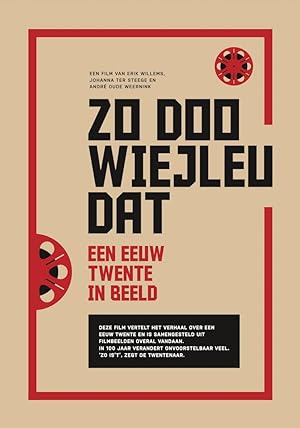 EEN FILM VAN ERIK WILLEMS,
JOHANNA TER STEEGE EN
ANDRÉ OUDE WEERNINK
ZO DOO
WIEJLEU
DAT
EEN EEUW
TWENTE
IN BEELD
DEZE FILM VERTELT HET VERHAAL OVER EEN
EEUW TWENTE EN IS SAMENGESTELD UIT
FILMBEELDEN OVERAL VANDAAN.
IN 100 JAAR VERANDERT ONVOORSTELBAAR VEEL.
'ZO IS'T', ZEGT DE TWENTENAAR.